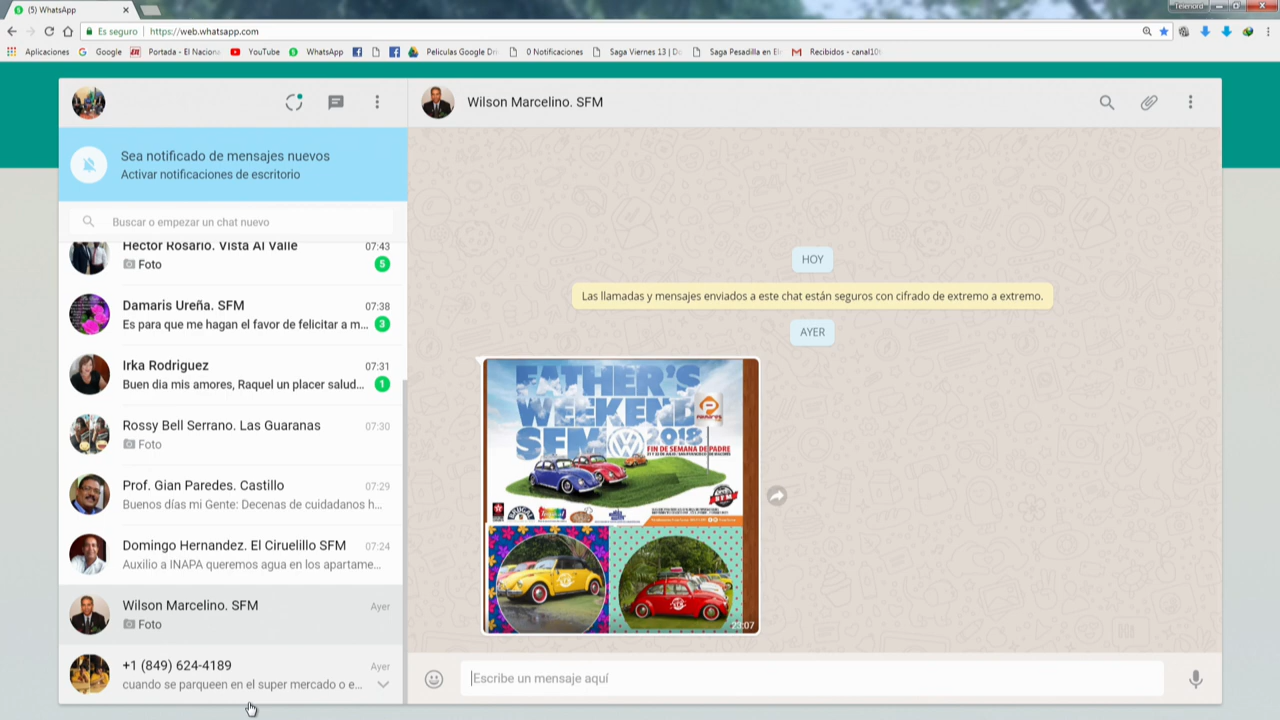 (5) WhatsApp
Telenord
Es seguro
https://web.whatsapp.com
Aplicaciones
Google
Portada - El Naciona
YouTube
WhatsApp
Peliculas Google Dri
0 Notificaciones
Saga Viernes 13 | Do
Saga Pesadilla en El
Recibidos - canal10
Wilson Marcelino. SFM
Sea notificado de mensajes nuevos
Activar notificaciones de escritorio
Buscar o empezar un chat nuevo
Hector Rosario. Vista Al Valle
07:43
Foto
5
Damaris Ureña. SFM
07:38
Es para que me hagan el favor de felicitar a m...
3
Irka Rodriguez
07:31
Buen dia mis amores, Raquel un placer salud...
1
Rossy Bell Serrano. Las Guaranas
07:30
Foto
Prof. Gian Paredes. Castillo
07:29
Buenos días mi Gente: Decenas de cuidadanos h...
Domingo Hernandez. El Ciruelillo SFM
07:24
Auxilio a INAPA queremos agua en los apartame...
Wilson Marcelino. SFM
Ayer
Foto
+1 (849) 624-4189
Ayer
cuando se parqueen en el super mercado o e...
HOY
Las llamadas y mensajes enviados a este chat están seguros con cifrado de extremo a extremo.
AYER
FATHER'S
WEEKEND
SFM 2018
FIN DE SEMANA DE PADRE
23:07
Escribe un mensaje aquí